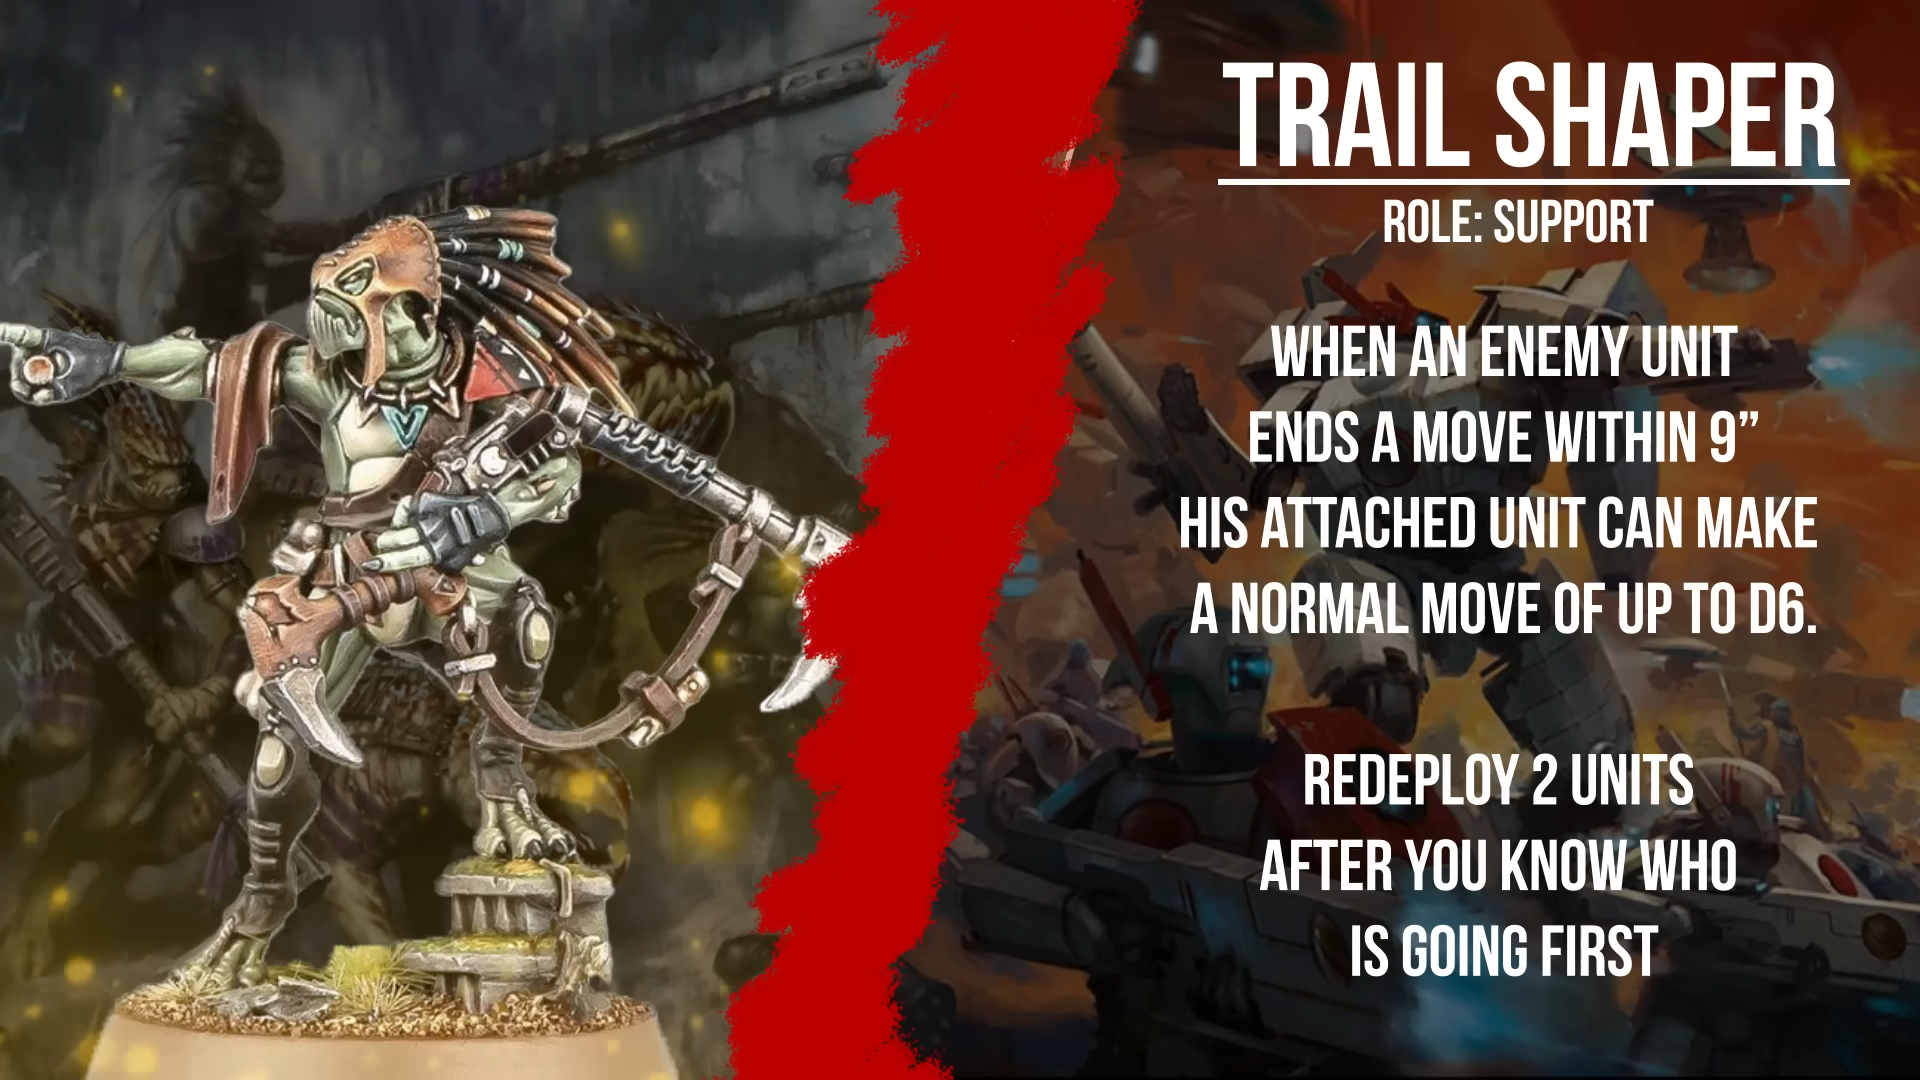 TRAIL SHAPER
ROLE: SUPPORT
WHEN AN ENEMY UNIT
ENDS A MOVE WITHIN 9”
HIS ATTACHED UNIT CAN MAKE
A NORMAL MOVE OF UP TO D6.
REDEPLOY 2 UNITS
AFTER YOU KNOW WHO
IS GOING FIRST